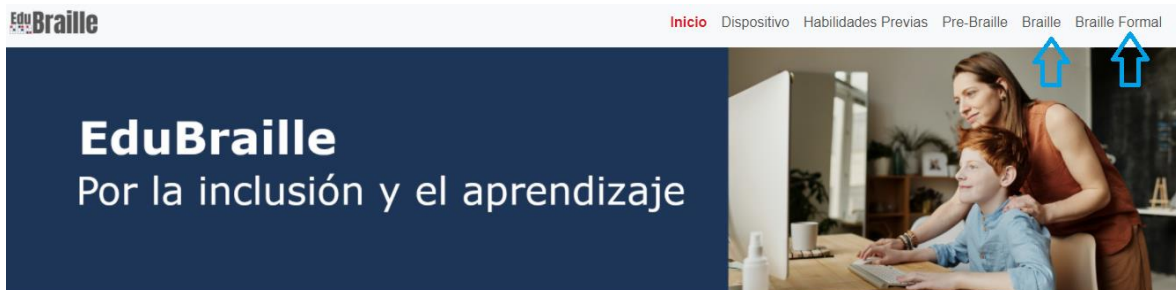 EduBraille
Inicio Dispositivo Habilidades Previas Pre-Braille Braille Braille Formal
EduBraille
Por la inclusión y el aprendizaje